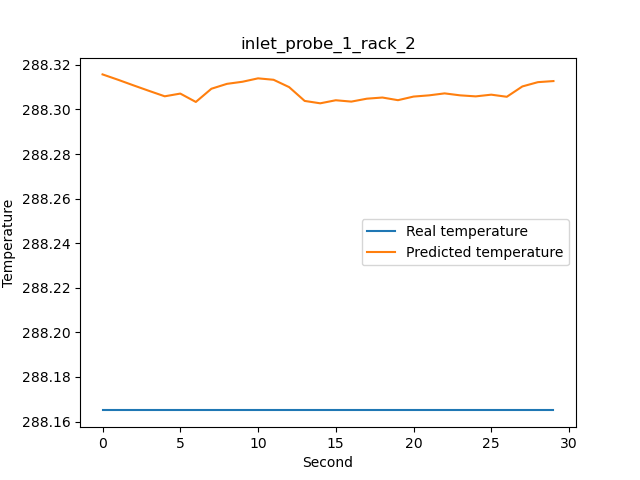 inlet_probe_1_rack_2
288.32
288.30
288.28
288.26
288.24
288.22
288.20
288.18
288.16
Temperature
Real temperature
Predicted temperature
0 5 10 15 20 25 30
Second